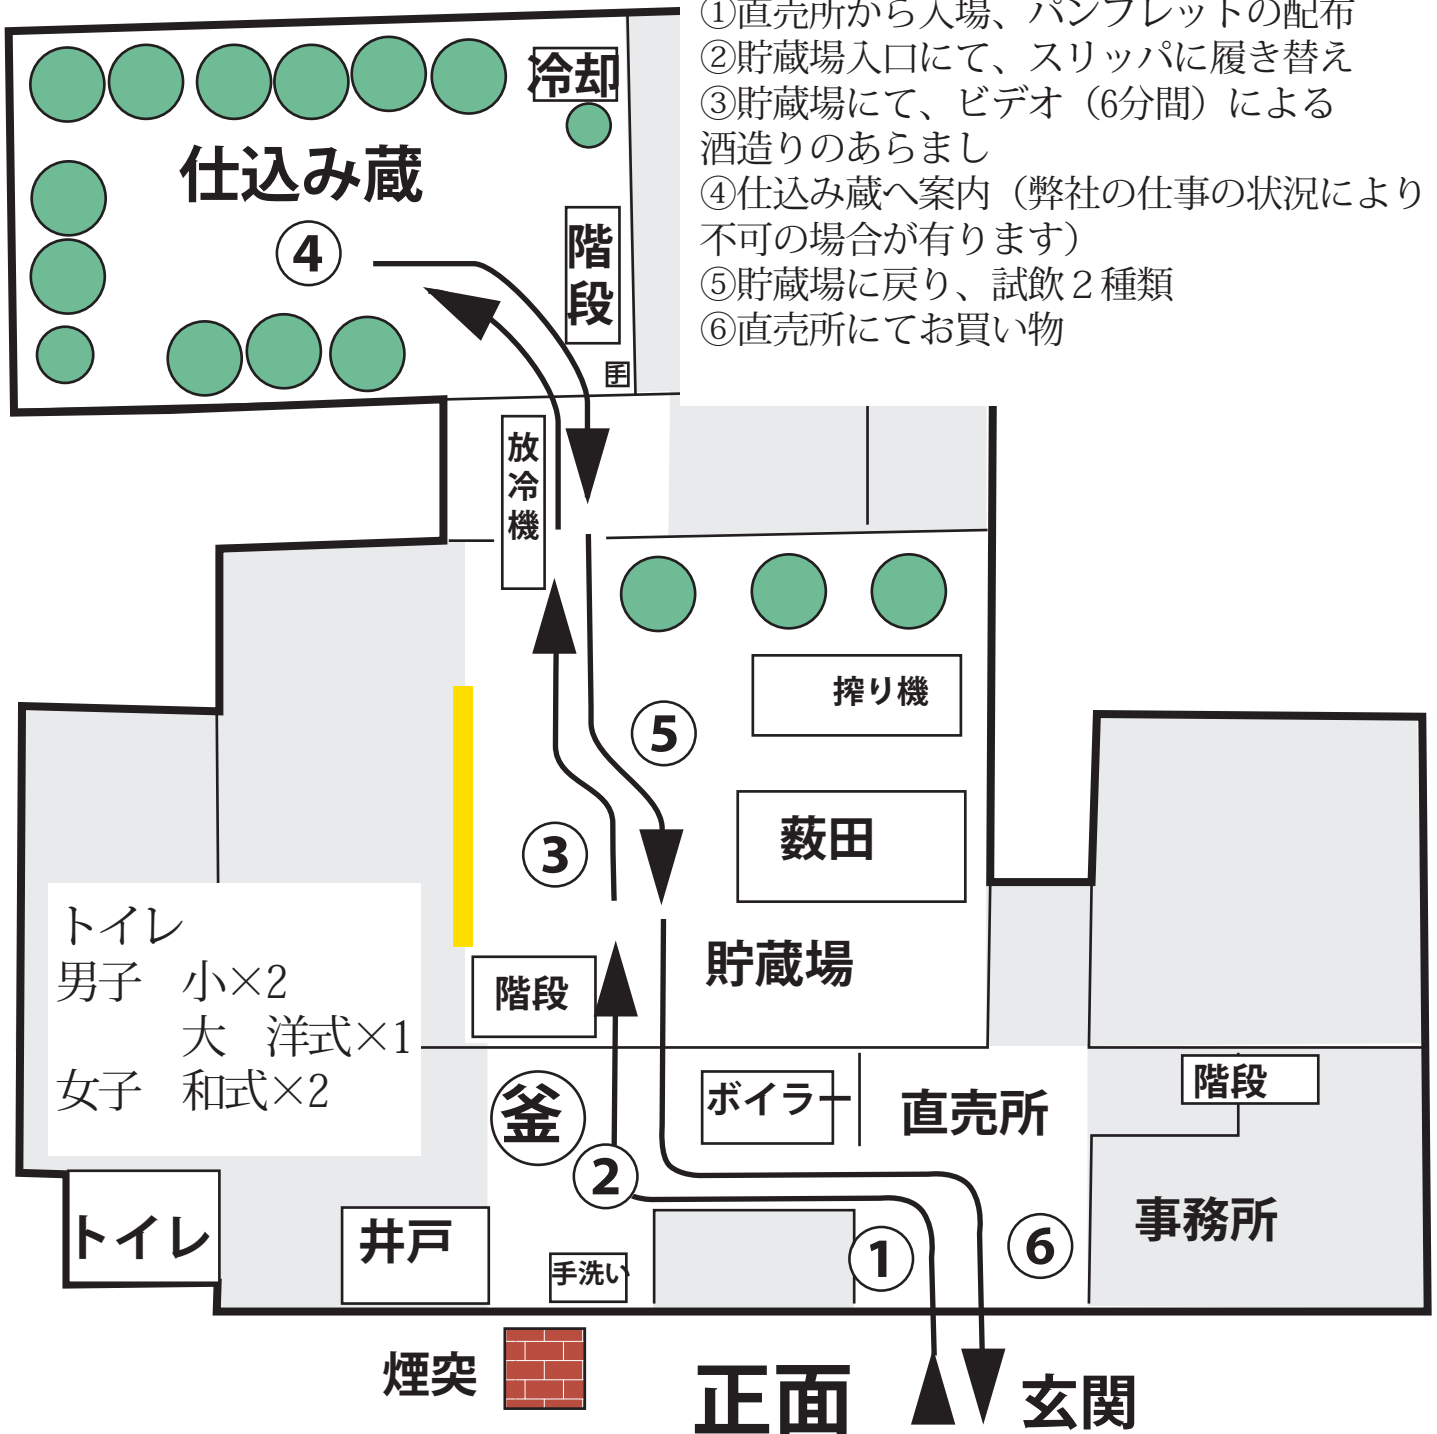 ①直売所から入場、パンフレットの配布
②貯蔵場入口にて、スリッパに履き替え
③貯蔵場にて、ビデオ（6分間）による
酒造りのあらまし
④仕込み蔵へ案内（弊社の仕事の状況により
不可の場合が有ります）
⑤貯蔵場に戻り、試飲２種類
⑥直売所にてお買い物
冷却
仕込み蔵
④
階段
手
放冷機
搾り機
⑤
③
薮田
貯蔵場
階段
トイレ
男子　小×2
大　洋式×1
女子　和式×2
釜
②
ボイラー
直売所
階段
事務所
トイレ
井戸
手洗い
①
⑥
煙突
正面
玄関